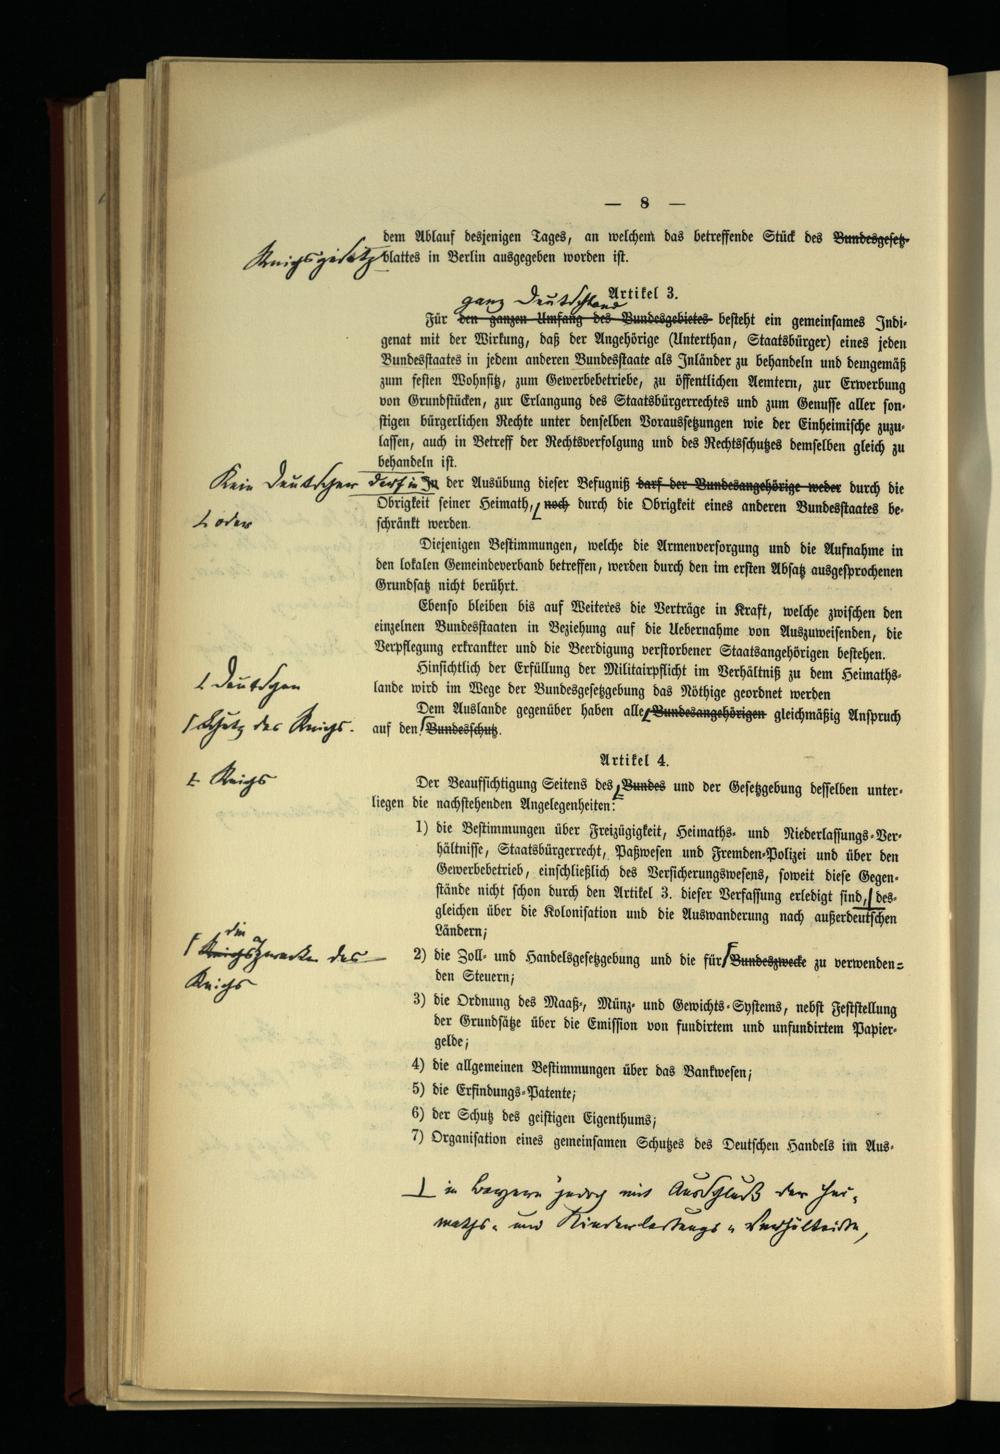 — 8 —
dem Ablauf desjenigen Tages, an welchem das betreffende Stück des Bundesgesetz-
Reichsgesetz blattes in Berlin ausgegeben worden ist.
Artikel 3.
ganz Deutschland
Für den ganzen Umfang des Bundesgebietes besteht ein gemeinsames Indi-
genat mit der Wirkung, daß der Angehörige (Unterthan, Staatsbürger) eines jeden
Bundesstaates in jedem anderen Bundesstaate als Inländer zu behandeln und demgemäß
zum festen Wohnsitz, zum Gewerbebetriebe, zu öffentlichen Aemtern, zur Erwerbung
von Grundstücken, zur Erlangung des Staatsbürgerrechtes und zum Genusse aller son-
stigen bürgerlichen Rechte unter denselben Voraussetzungen wie der Einheimische zuzu-
lassen, auch in Betreff der Rechtsverfolgung und des Rechtsschutzes demselben gleich zu
behandeln ist.
Kein Deutscher darf in In der Ausübung dieser Befugniß darf der Bundesangehörige weder durch die
Obrigkeit seiner Heimath, noch durch die Obrigkeit eines anderen Bundesstaates be-
oder
schränkt werden.
Diejenigen Bestimmungen, welche die Armenversorgung und die Aufnahme in
den lokalen Gemeindeverband betreffen, werden durch den im ersten Absatz ausgesprochenen
Grundsatz nicht berührt.
Ebenso bleiben bis auf Weiteres die Verträge in Kraft, welche zwischen den
einzelnen Bundesstaaten in Beziehung auf die Uebernahme von Auszuweisenden, die
Verpflegung erkrankter und die Beerdigung verstorbener Staatsangehörigen bestehen.
Hinsichtlich der Erfüllung der Militairpflicht im Verhältniß zu dem Heimaths-
lande wird im Wege der Bundesgesetzgebung das Nöthige geordnet werden
Deutschen
Dem Auslande gegenüber haben alle Bundesangehörigen gleichmäßig Anspruch
auf den Bundesschutz.
Schutz des Reichs.
Artikel 4.
Reichs
Der Beaufsichtigung Seitens des Bundes und der Gesetzgebung desselben unter-
liegen die nachstehenden Angelegenheiten:
1) die Bestimmungen über Freizügigkeit, Heimaths- und Niederlassungs-Ver-
hältnisse, Staatsbürgerrecht, Paßwesen und Fremden-Polizei und über den
Gewerbebetrieb, einschließlich des Versicherungswesens, soweit diese Gegen-
stände nicht schon durch den Artikel 3. dieser Verfassung erledigt sind, des-
gleichen über die Kolonisation und die Auswanderung nach außerdeutschen
Ländern;
die
Reichszwecke des
Reichs
2) die Zoll- und Handelsgesetzgebung und die für Bundeszwecke zu verwenden-
den Steuern;
3) die Ordnung des Maaß-, Münz- und Gewichts-Systems, nebst Feststellung
der Grundsätze über die Emission von fundirtem und unfundirtem Papier-
gelde;
4) die allgemeinen Bestimmungen über das Bankwesen;
5) die Erfindungs-Patente;
6) der Schutz des geistigen Eigenthums;
7) Organisation eines gemeinsamen Schutzes des Deutschen Handels im Aus-
in Bayern jedoch mit Ausschluß der Hei-
maths- und Niederlassungs-Verhältnisse,